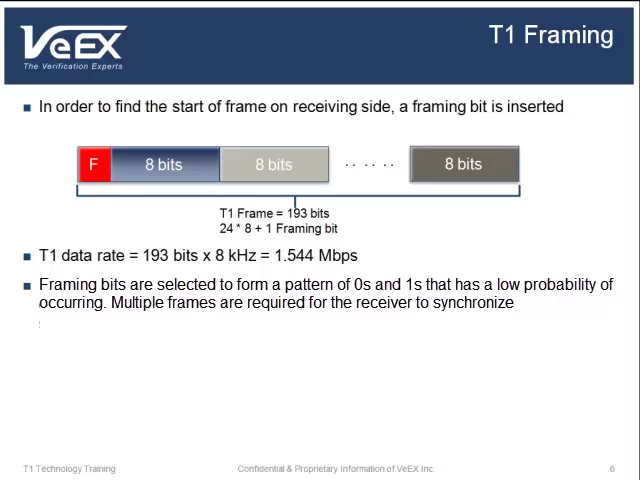 VEEX
The Verification Experts
T1 Framing
In order to find the start of frame on receiving side, a framing bit is inserted
F 8 bits 8 bits ·· ·· ·· 8 bits
T1 Frame = 193 bits
24 * 8 + 1 Framing bit
T1 data rate = 193 bits x 8 kHz = 1.544 Mbps
Framing bits are selected to form a pattern of 0s and 1s that has a low probability of
occurring. Multiple frames are required for the receiver to synchronize
T1 Technology Training Confidential & Proprietary Information of VeEX Inc. 6